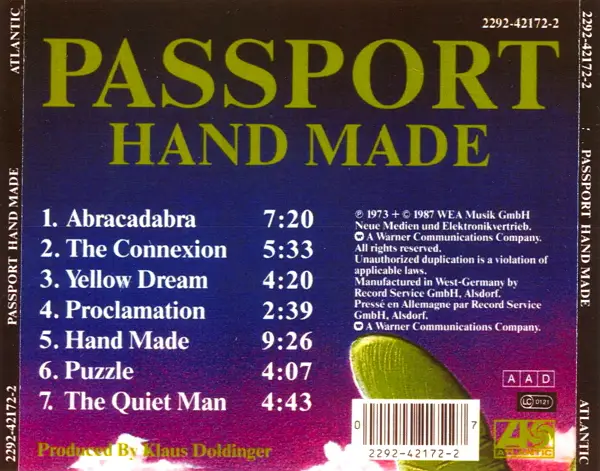 ATLANTIC
2292-42172-2
2292-42172-2
PASSPORT
HAND MADE
1. Abracadabra 7:20
2. The Connexion 5:33
3. Yellow Dream 4:20
4. Proclamation 2:39
5. Hand Made 9:26
6. Puzzle 4:07
7. The Quiet Man 4:43
℗ 1973 + © 1987 WEA Musik GmbH
Neue Medien und Elektronikvertrieb.
A Warner Communications Company.
All rights reserved.
Unauthorized duplication is a violation of
applicable laws.
Manufactured in West-Germany by
Record Service GmbH, Alsdorf.
Pressé en Allemagne par Record Service
GmbH, Alsdorf.
A Warner Communications Company.
AAD
LC 0121
0 7
2292-42172-2
ATLANTIC
Produced By Klaus Doldinger
PASSPORT HAND MADE
2292-42172-2
PASSPORT HAND MADE
ATLANTIC